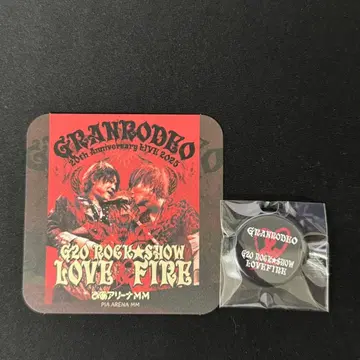 GRANRODEO
20th Anniversary LIVE 2025
G20 ROCK★SHOW
LOVE & FIRE
ぴあアリーナMM
PIA ARENA MM
GRANRODEO
G20 ROCK★SHOW
LOVE FIRE